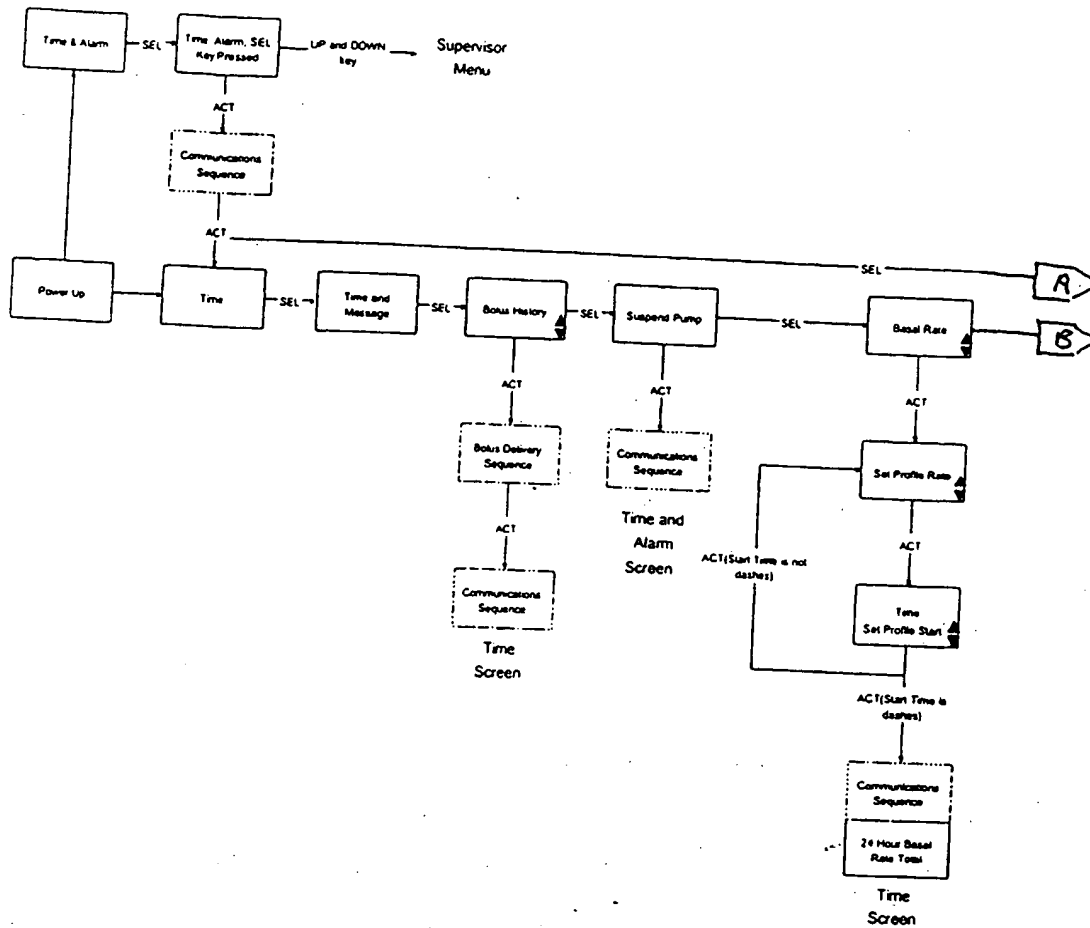 Time & Alarm
SEL
Time Alarm, SEL
Key Pressed
UP and DOWN
key
Supervisor
Menu
ACT
Communications
Sequence
ACT
SEL
A
Power Up
Time
SEL
Time and
Message
SEL
Bolus History
SEL
Suspend Pump
SEL
Basal Rate
B
ACT
ACT
ACT
Bolus Delivery
Sequence
Communications
Sequence
Set Profile Rate
ACT
Time and
Alarm
Screen
ACT
ACT(Start Time is not
dashes)
Communications
Sequence
Time
Set Profile Start
Time
Screen
ACT(Start Time is
dashes)
Communications
Sequence
24 Hour Basal
Rate Total
Time
Screen